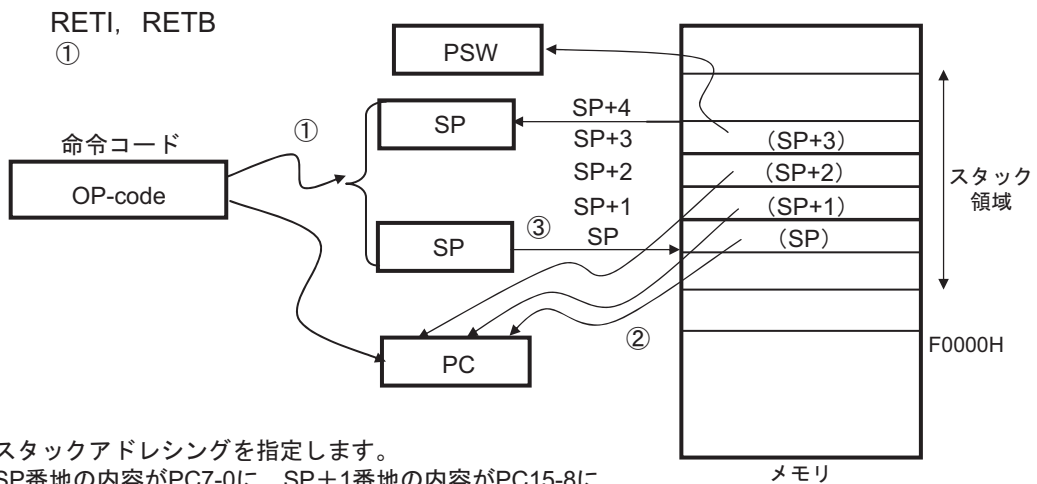 RETI, RETB
①
PSW
命令コード
OP-code
①
SP
SP+4
SP+3
SP+2
SP+1
SP
③
SP
(SP+3)
(SP+2)
(SP+1)
(SP)
スタック
領域
②
PC
F0000H
メモリ
スタックアドレシングを指定します。
SP番地の内容がPC7-0に, SP+1番地の内容がPC15-8に